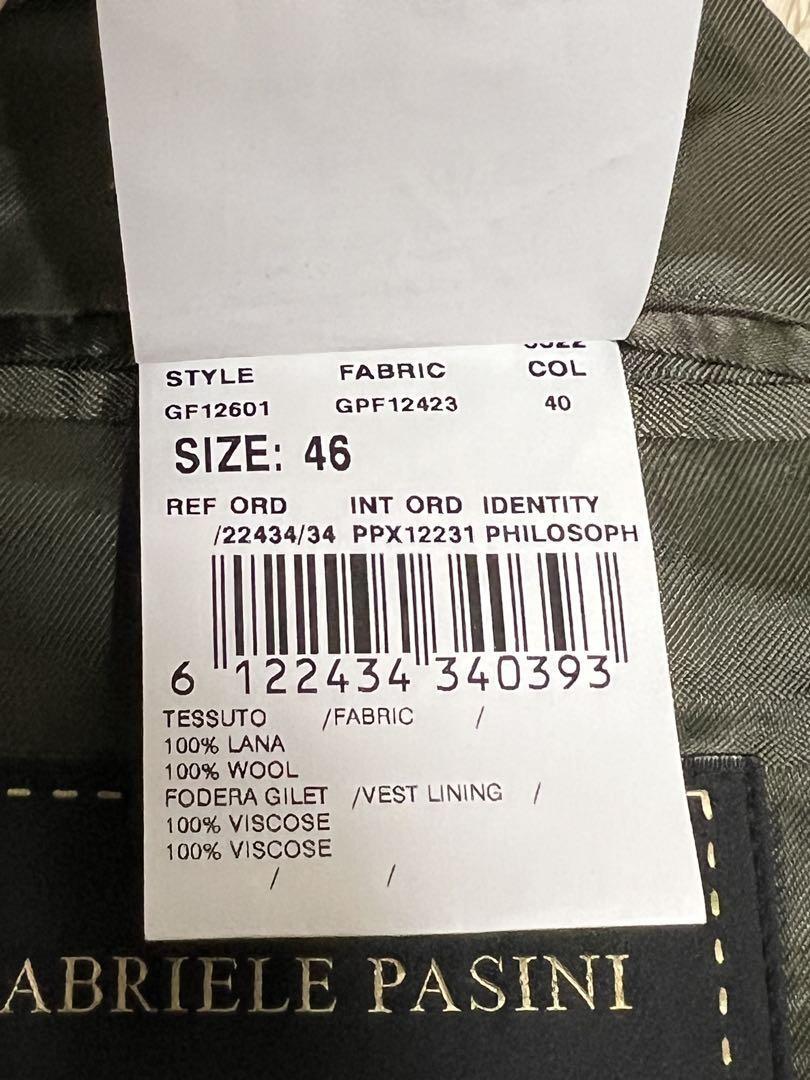 STYLE FABRIC COL
GF12601 GPF12423 40
SIZE: 46
REF ORD INT ORD IDENTITY
/22434/34 PPX12231 PHILOSOPH
6 122434 340393
TESSUTO /FABRIC /
100% LANA
100% WOOL
FODERA GILET /VEST LINING /
100% VISCOSE
100% VISCOSE
/ /
ABRIELE PASINI